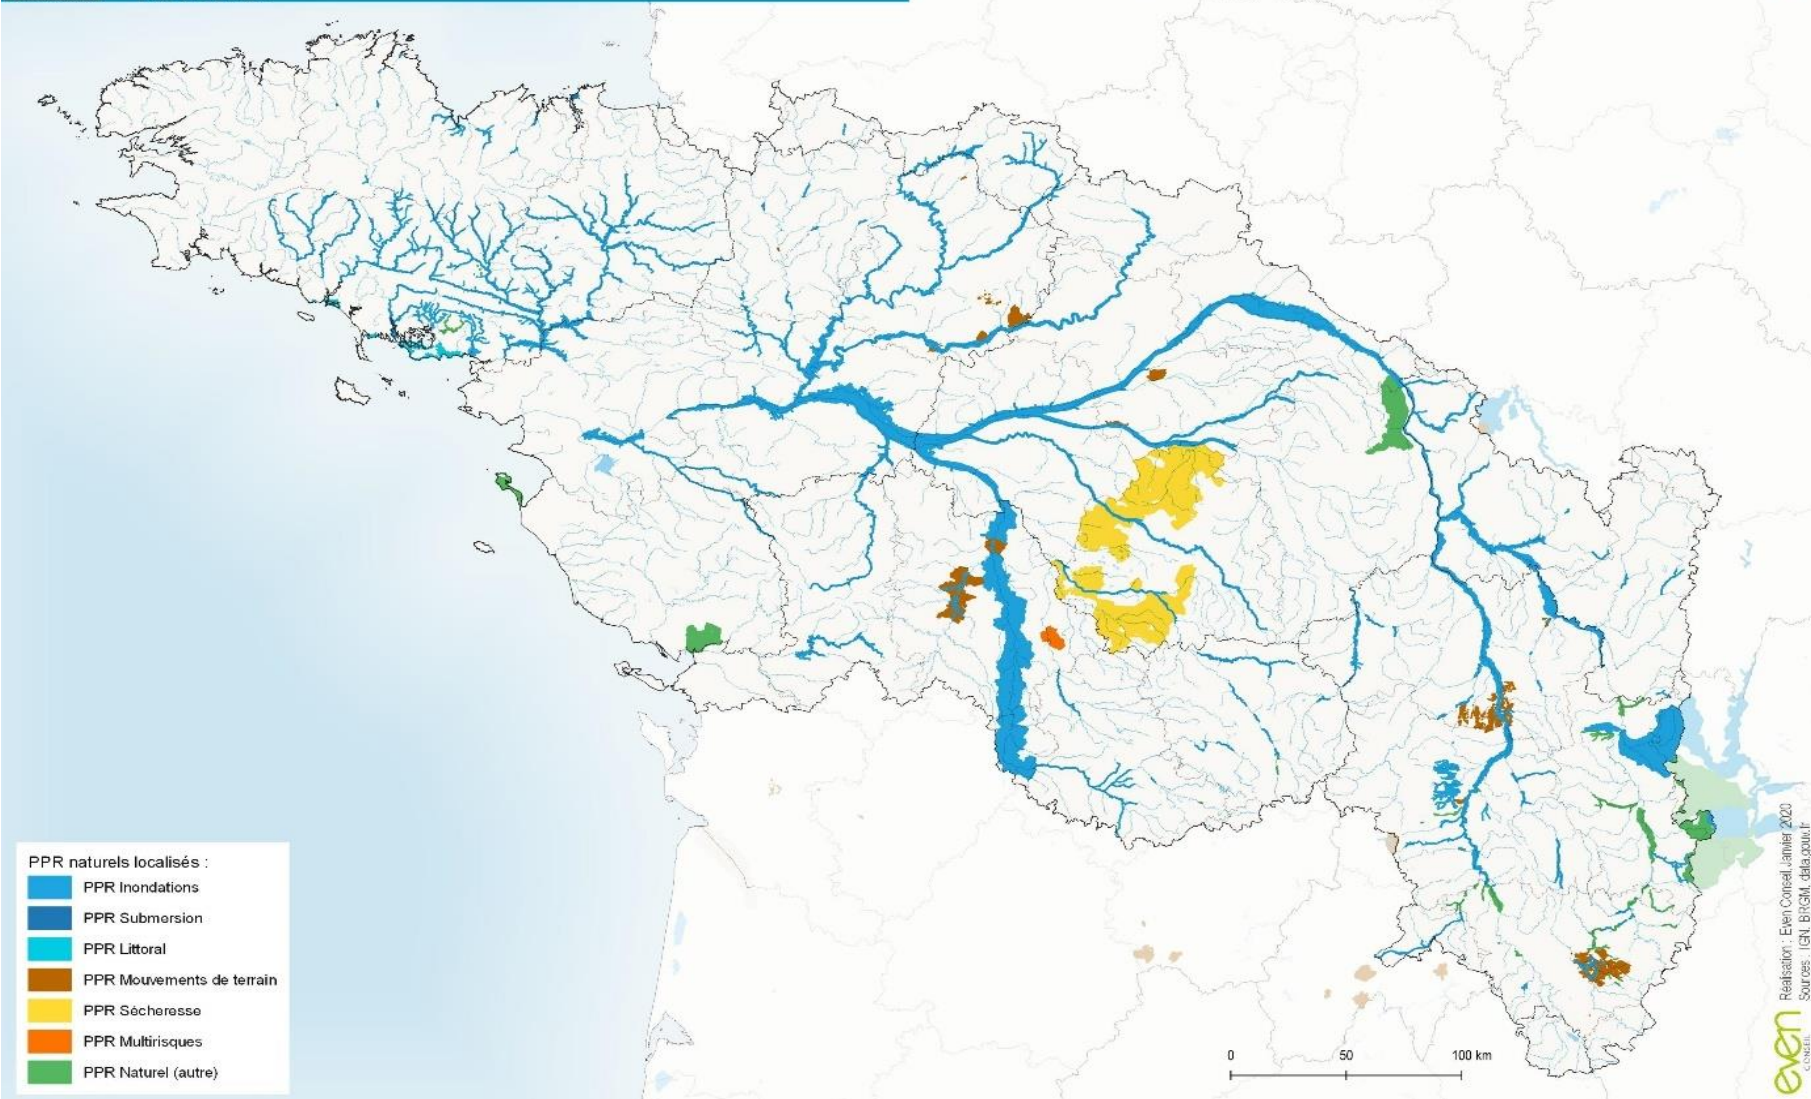 PPR naturels localisés :
PPR Inondations
PPR Submersion
PPR Littoral
PPR Mouvements de terrain
PPR Sécheresse
PPR Multirisques
PPR Naturel (autre)
0 50 100 km
Réalisation : Even Conseil, Janvier 2020
Sources : IGN, BRGM, data.gouv.fr
even
CONSEIL